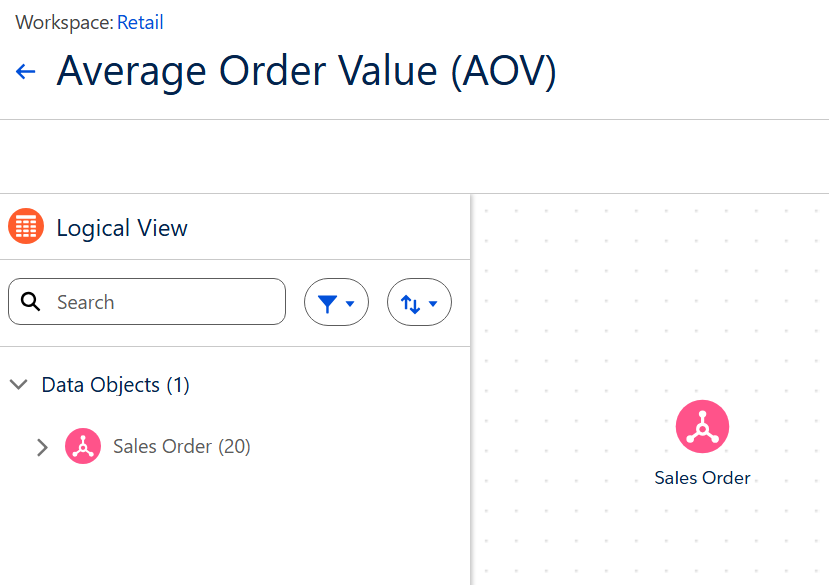 Workspace: Retail
Average Order Value (AOV)
Logical View
Search
Data Objects (1)
Sales Order (20)
Sales Order